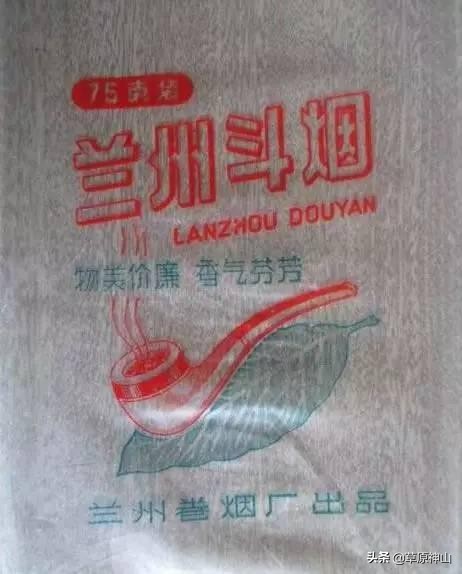 75克袋
兰州斗烟
LANZHOU DOUYAN
物美价廉 香气芬芳
兰州卷烟厂出品
头条 @草原神山